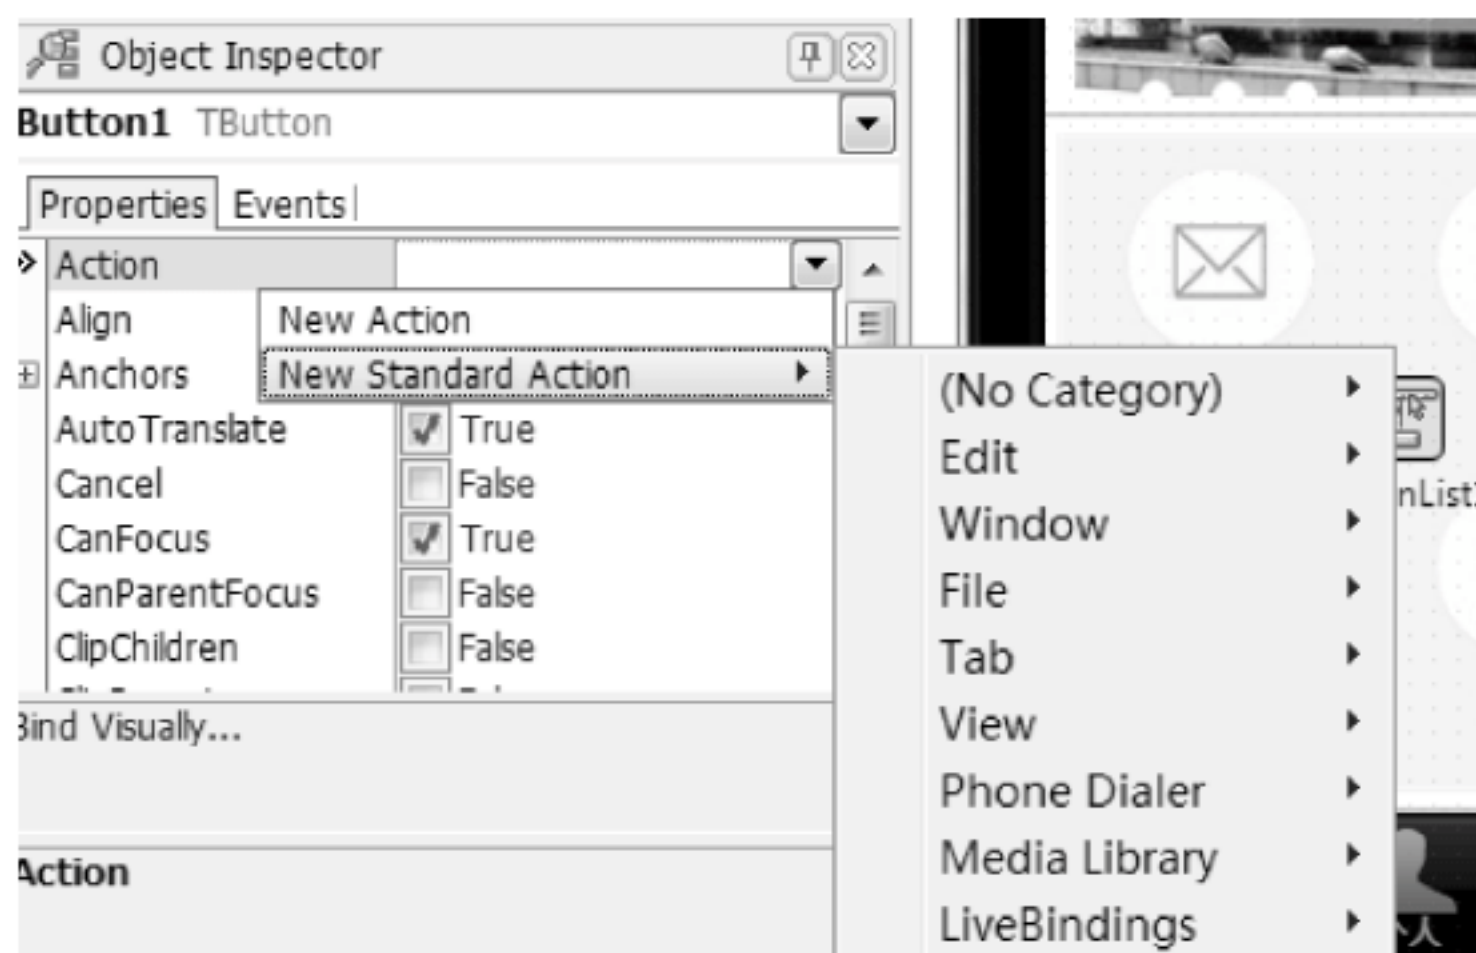 Object Inspector
Button1 TButton
Properties Events
Action
Align
New Action
Anchors
New Standard Action
AutoTranslate True
Cancel False
CanFocus True
CanParentFocus False
ClipChildren False
Visually...
Action
(No Category)
Edit
Window
File
Tab
View
Phone Dialer
Media Library
LiveBindings
人